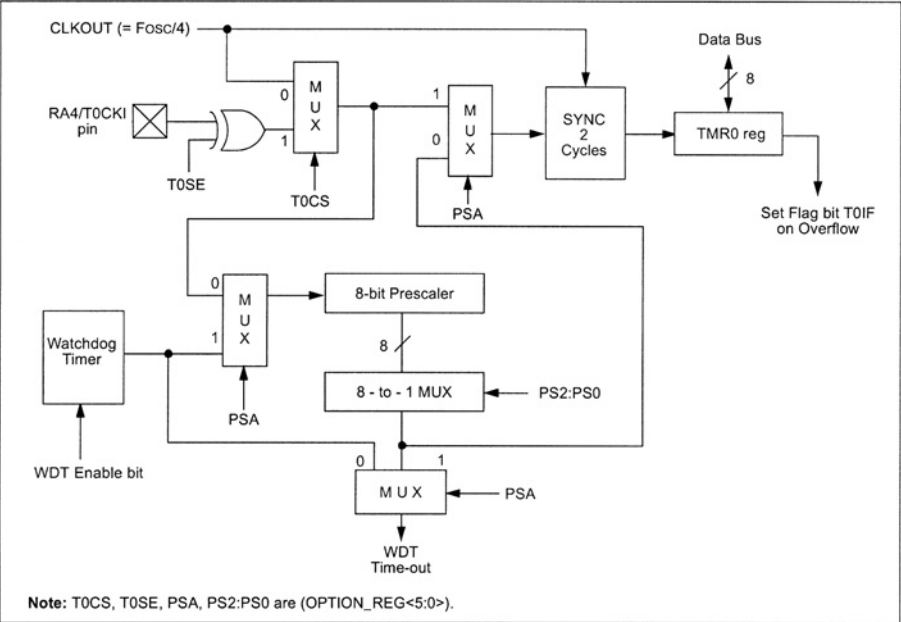 CLKOUT (= FOSC/4)
Data Bus
8
RA4/T0CKI
pin
T0SE
0
1
M
U
X
T0CS
1
0
M
U
X
PSA
SYNC
2
Cycles
TMR0 reg
Set Flag bit T0IF
on Overflow
0
1
M
U
X
PSA
8-bit Prescaler
8
8 - to - 1 MUX
PS2:PS0
Watchdog
Timer
WDT Enable bit
0
1
M U X
PSA
WDT
Time-out
Note: T0CS, T0SE, PSA, PS2:PS0 are (OPTION_REG<5:0>).